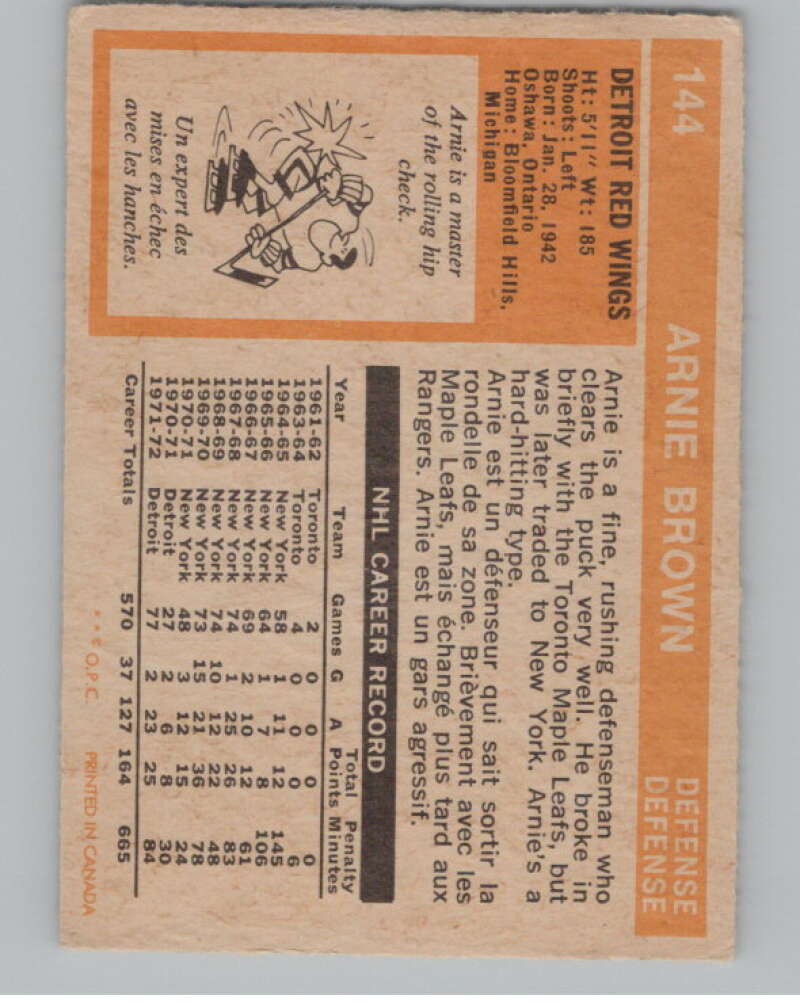 144 ARNIE BROWN DEFENSE
DEFENSE
DETROIT RED WINGS
Ht: 5'11" Wt: 185
Shoots: Left
Born: Jan. 28, 1942
Oshawa, Ontario
Home: Bloomfield Hills,
Michigan
Arnie is a master
of the rolling hip
check.
Un expert des
mises en échec
avec les hanches.
Arnie is a fine, rushing defenseman who
clears the puck very well. He broke in
briefly with the Toronto Maple Leafs, but
was later traded to New York. Arnie's a
hard-hitting type.
Arnie est un défenseur qui sait sortir la
rondelle de sa zone. Brièvement avec les
Maple Leafs, mais échangé plus tard aux
Rangers. Arnie est un gars agressif.
NHL CAREER RECORD
Total Penalty
Year Team Games G A Points Minutes
1961-62 Toronto 2 0 0 0 0
1963-64 Toronto 4 0 0 0 6
1964-65 New York 58 1 11 12 145
1965-66 New York 64 1 7 8 106
1966-67 New York 69 2 10 12 61
1967-68 New York 74 1 25 26 83
1968-69 New York 74 10 12 22 48
1969-70 New York 73 15 21 36 78
1970-71 New York 48 3 12 15 24
1970-71 Detroit 27 2 6 8 30
1971-72 Detroit 77 2 23 25 84
Career Totals 570 37 127 164 665
O.P.C. PRINTED IN CANADA